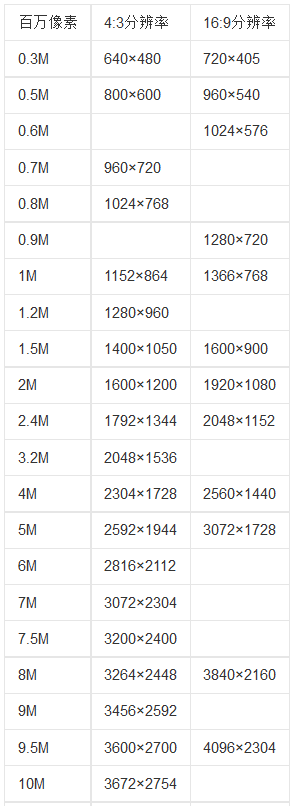 百万像素 4:3分辨率 16:9分辨率
0.3M 640×480 720×405
0.5M 800×600 960×540
0.6M 1024×576
0.7M 960×720
0.8M 1024×768
0.9M 1280×720
1M 1152×864 1366×768
1.2M 1280×960
1.5M 1400×1050 1600×900
2M 1600×1200 1920×1080
2.4M 1792×1344 2048×1152
3.2M 2048×1536
4M 2304×1728 2560×1440
5M 2592×1944 3072×1728
6M 2816×2112
7M 3072×2304
7.5M 3200×2400
8M 3264×2448 3840×2160
9M 3456×2592
9.5M 3600×2700 4096×2304
10M 3672×2754